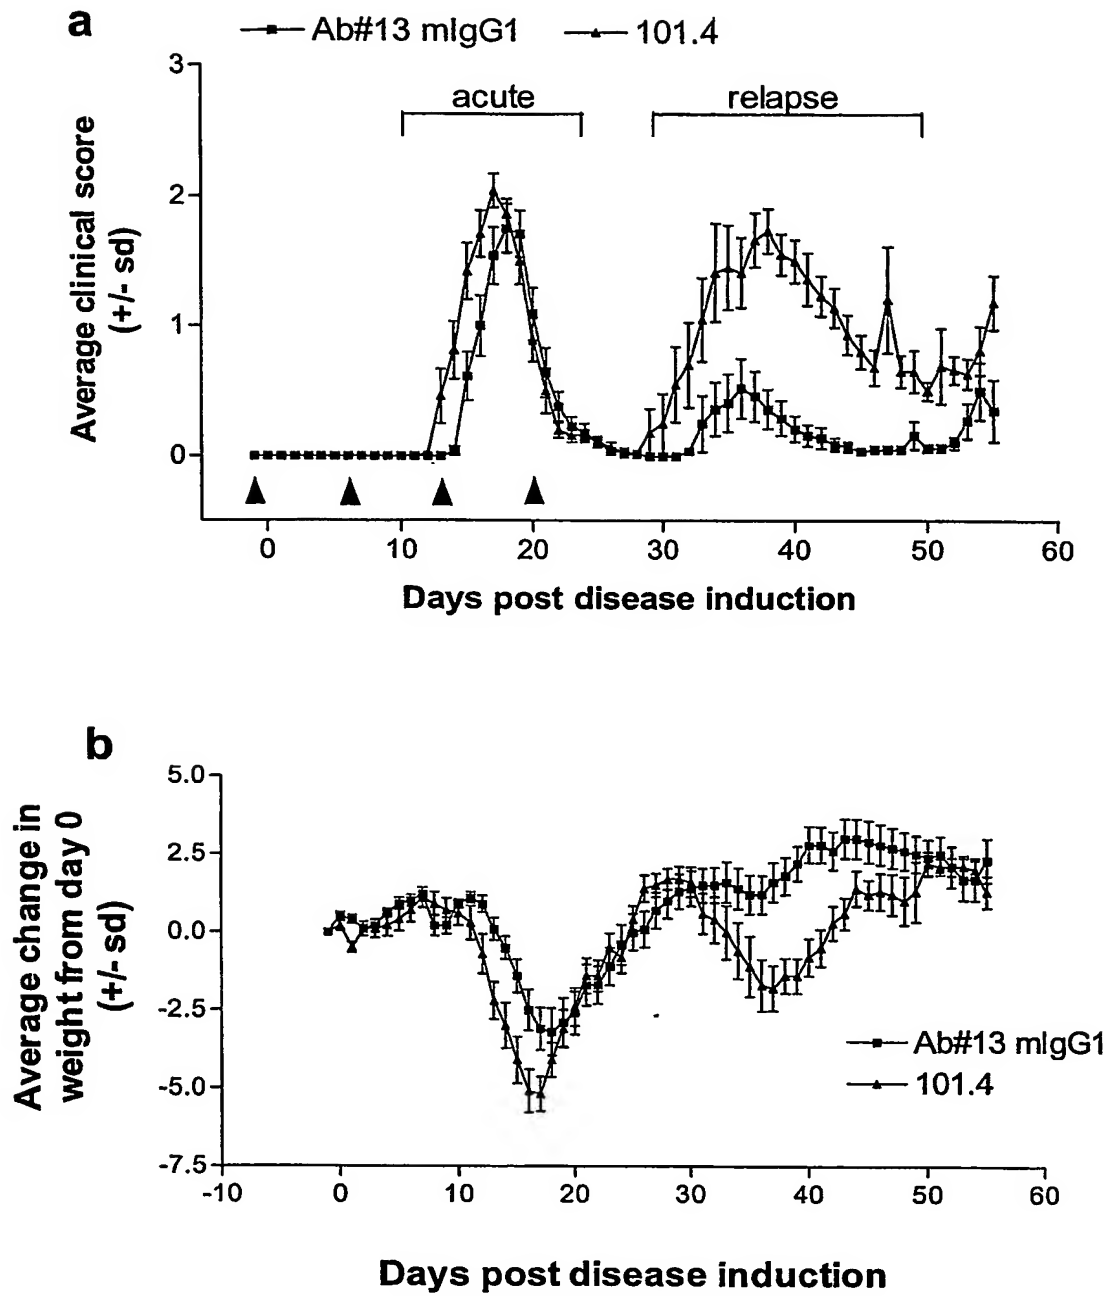 a
Ab#13 mIgG1 101.4
3
2
1
0
acute relapse
Average clinical score
(+/- sd)
0 10 20 30 40 50 60
Days post disease induction
b
5.0
2.5
0.0
-2.5
-5.0
-7.5
Average change in
weight from day 0
(+/- sd)
Ab#13 mIgG1
101.4
-10 0 10 20 30 40 50 60
Days post disease induction